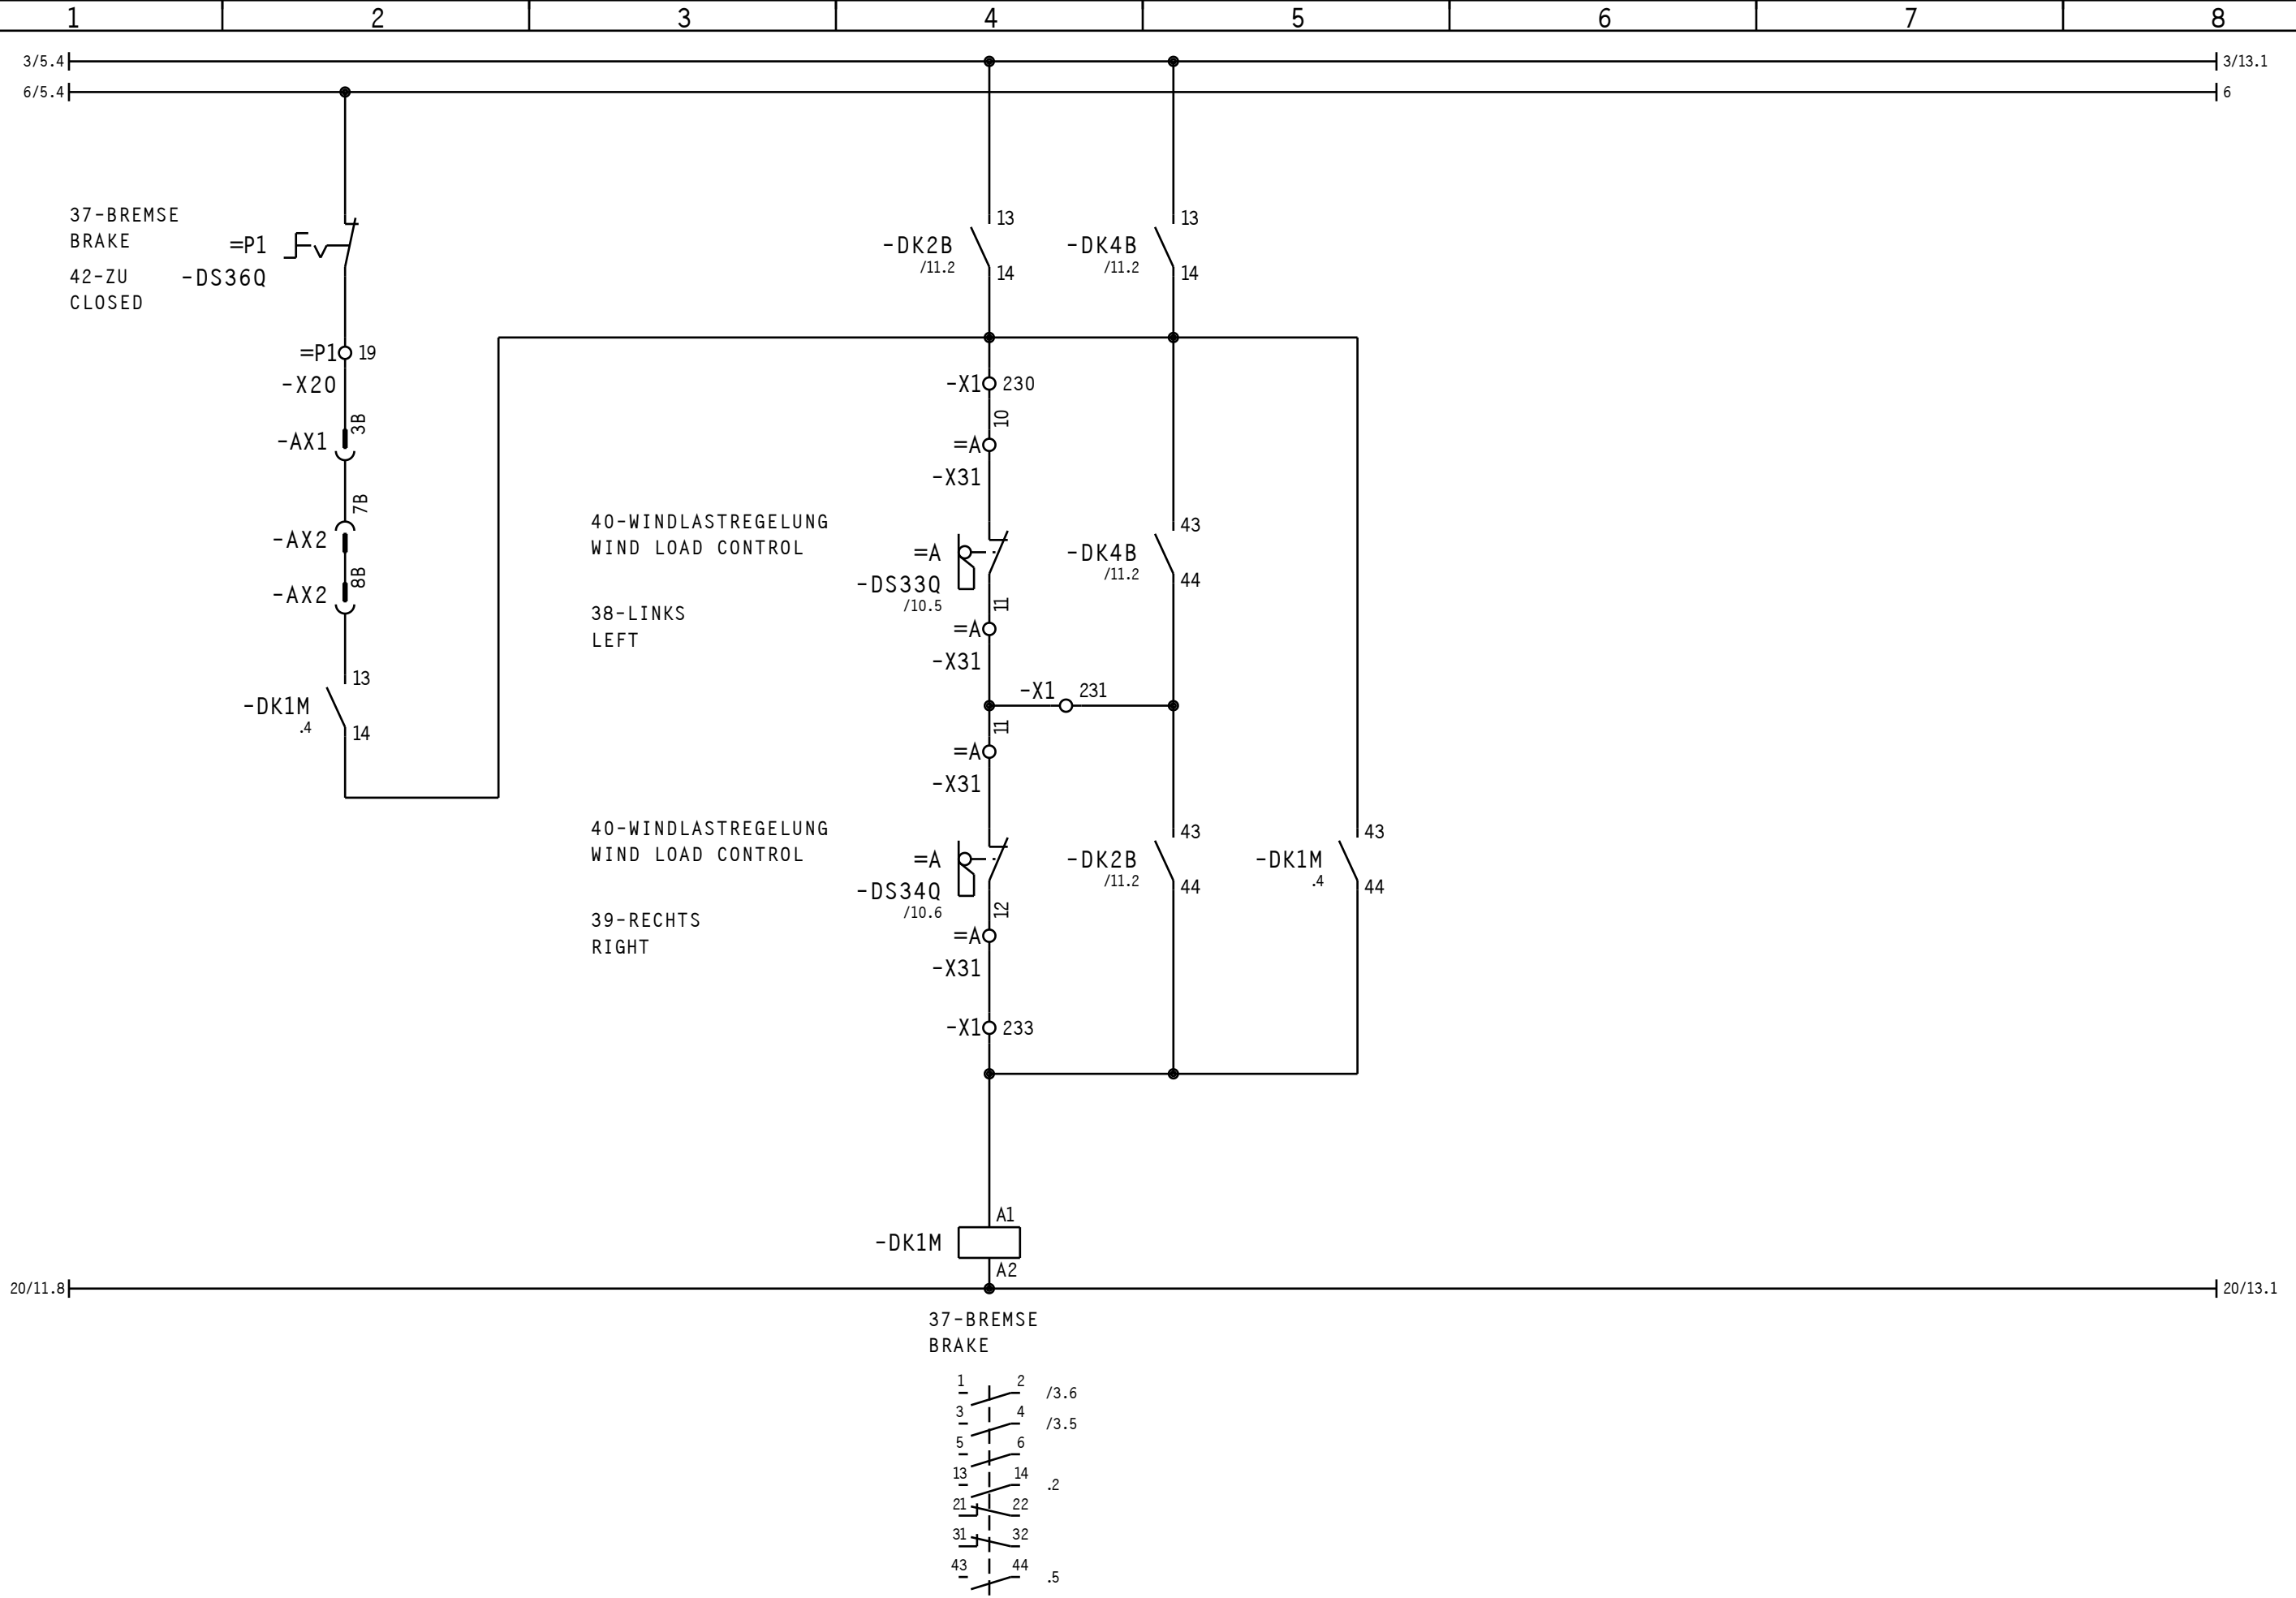 1 2 3 4 5 6 7 8
3/5.4 3/13.1
6/5.4 6
37-BREMSE
BRAKE
42-ZU
CLOSED
=P1
-DS36Q
=P1 19
-X20
3B
-AX1
7B
-AX2
8B
-AX2
13
-DK1M
.4
14
13
-DK2B
/11.2
14
13
-DK4B
/11.2
14
-X1 230
10
=A
-X31
40-WINDLASTREGELUNG
WIND LOAD CONTROL
38-LINKS
LEFT
=A
-DS33Q
/10.5
11
=A
-X31
43
-DK4B
/11.2
44
-X1 231
11
=A
-X31
40-WINDLASTREGELUNG
WIND LOAD CONTROL
39-RECHTS
RIGHT
=A
-DS34Q
/10.6
12
=A
-X31
43
-DK2B
/11.2
44
43
-DK1M
.4
44
-X1 233
A1
-DK1M
A2
20/11.8 20/13.1
37-BREMSE
BRAKE
1 2 /3.6
3 4 /3.5
5 6
13 14 .2
21 22
31 32
43 44 .5